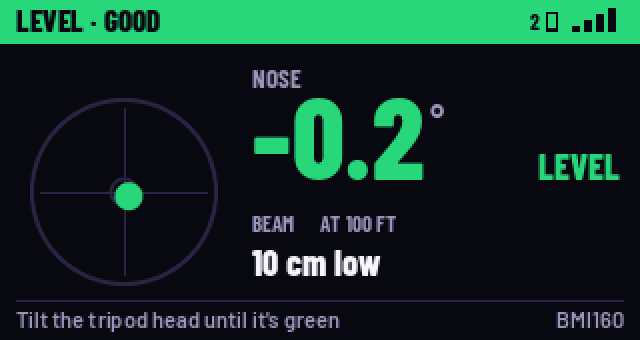 LEVEL · GOOD
2
NOSE
-0.2°
LEVEL
BEAM AT 100 FT
10 cm low
Tilt the tripod head until it's green
BMI160